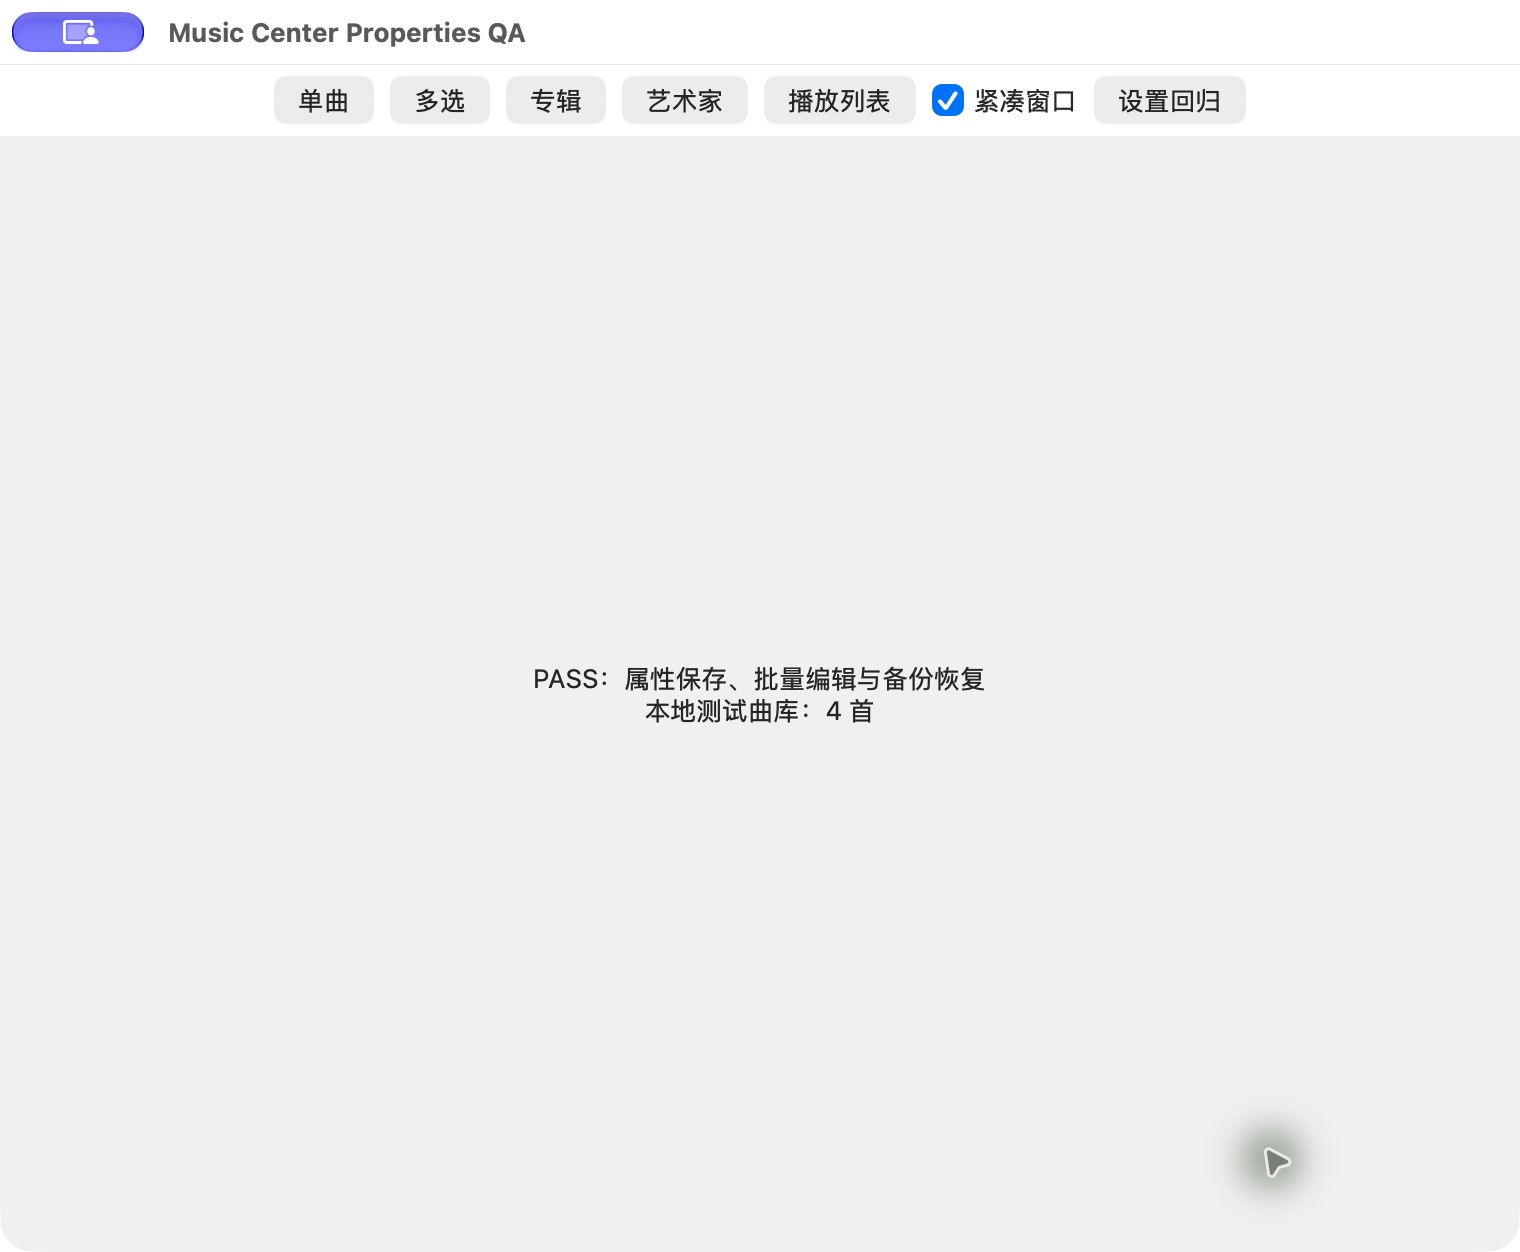 Music Center Properties QA
单曲
多选
专辑
艺术家
播放列表
紧凑窗口
设置回归
PASS：属性保存、批量编辑与备份恢复
本地测试曲库：4 首